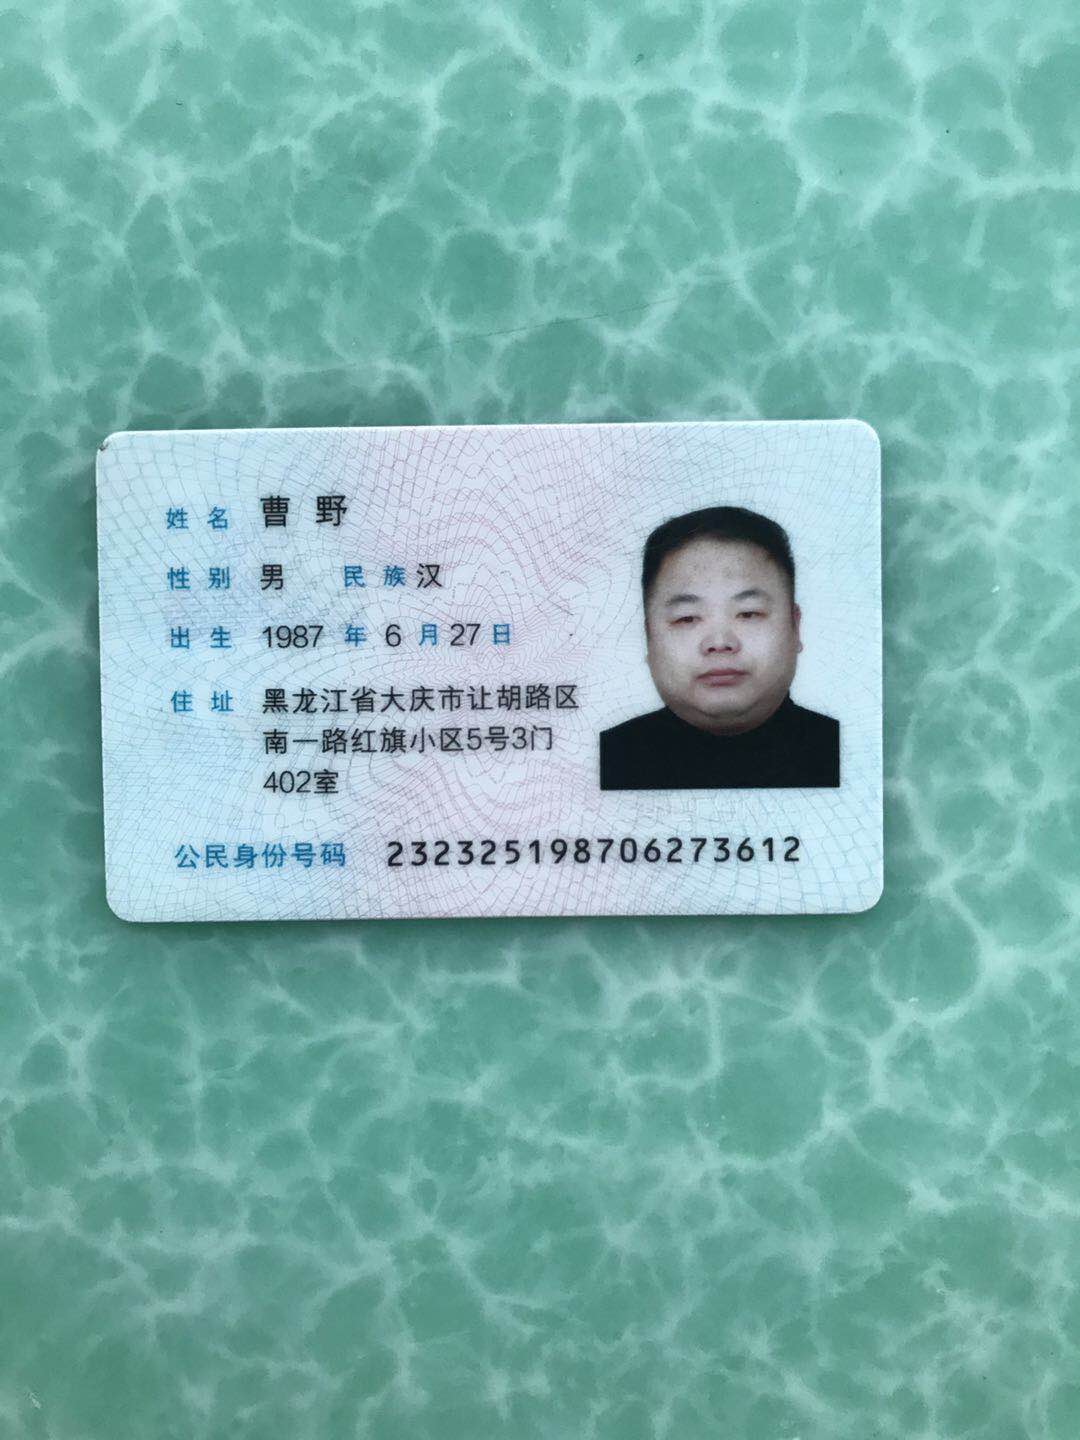 姓名 曹野
性别 男 民族 汉
出生 1987 年 6 月 27 日
住址 黑龙江省大庆市让胡路区
南一路红旗小区5号3门
402室
公民身份号码 232325198706273612